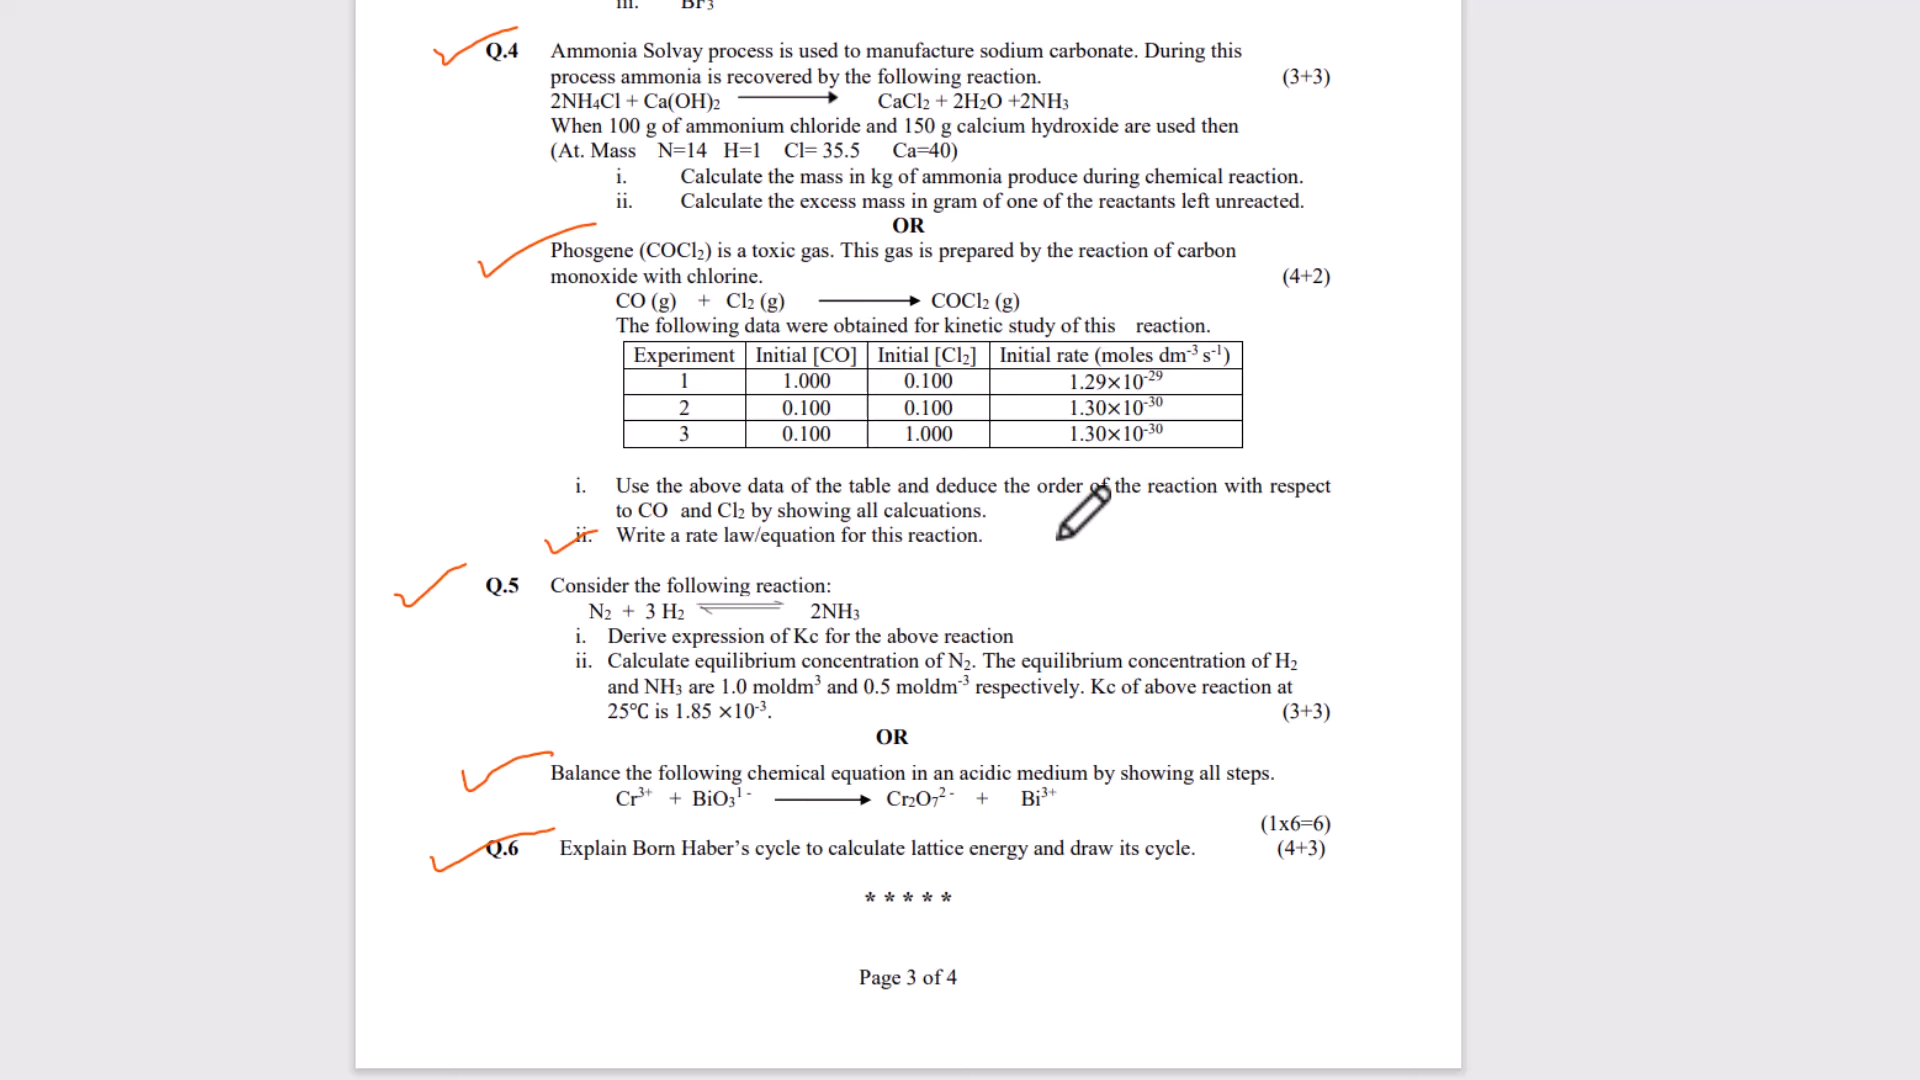 iii. BF3
Q.4 Ammonia Solvay process is used to manufacture sodium carbonate. During this
process ammonia is recovered by the following reaction. (3+3)
2NH4Cl + Ca(OH)2 ⟶ CaCl2 + 2H2O +2NH3
When 100 g of ammonium chloride and 150 g calcium hydroxide are used then
(At. Mass N=14 H=1 Cl= 35.5 Ca=40)
i. Calculate the mass in kg of ammonia produce during chemical reaction.
ii. Calculate the excess mass in gram of one of the reactants left unreacted.
OR
Phosgene (COCl2) is a toxic gas. This gas is prepared by the reaction of carbon
monoxide with chlorine. (4+2)
CO (g) + Cl2 (g) ⟶ COCl2 (g)
The following data were obtained for kinetic study of this reaction.
Experiment Initial [CO] Initial [Cl2] Initial rate (moles dm-3 s-1)
1 1.000 0.100 1.29×10-29
2 0.100 0.100 1.30×10-30
3 0.100 1.000 1.30×10-30
i. Use the above data of the table and deduce the order of the reaction with respect
to CO and Cl2 by showing all calcuations.
ii. Write a rate law/equation for this reaction.
Q.5 Consider the following reaction:
N2 + 3 H2 ⇌ 2NH3
i. Derive expression of Kc for the above reaction
ii. Calculate equilibrium concentration of N2. The equilibrium concentration of H2
and NH3 are 1.0 moldm3 and 0.5 moldm-3 respectively. Kc of above reaction at
25°C is 1.85 ×10-3. (3+3)
OR
Balance the following chemical equation in an acidic medium by showing all steps.
Cr3+ + BiO31- ⟶ Cr2O72- + Bi3+
(1x6=6)
Q.6 Explain Born Haber's cycle to calculate lattice energy and draw its cycle. (4+3)
* * * * *
Page 3 of 4